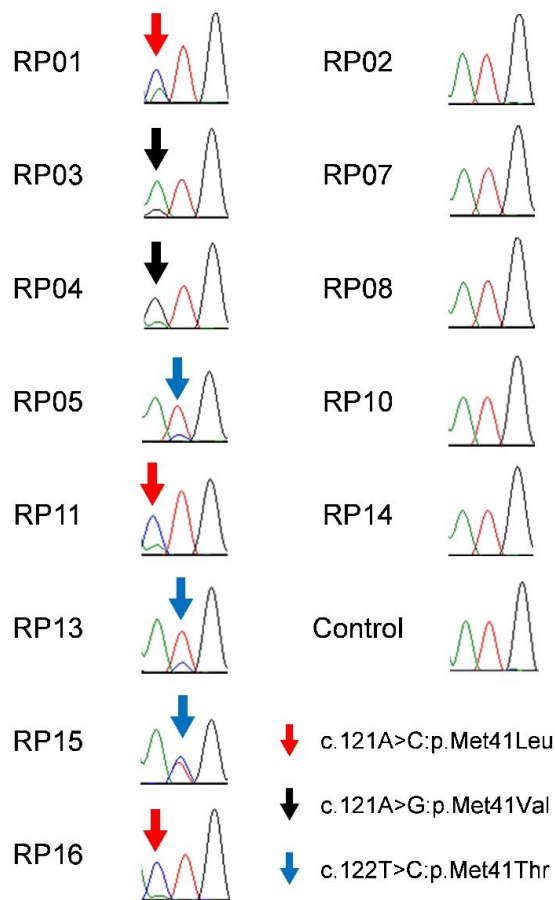 RP01
RP02
RP03
RP07
RP04
RP08
RP05
RP10
RP11
RP14
RP13
Control
RP15
c.121A>C:p.Met41Leu
c.121A>G:p.Met41Val
RP16
c.122T>C:p.Met41Thr